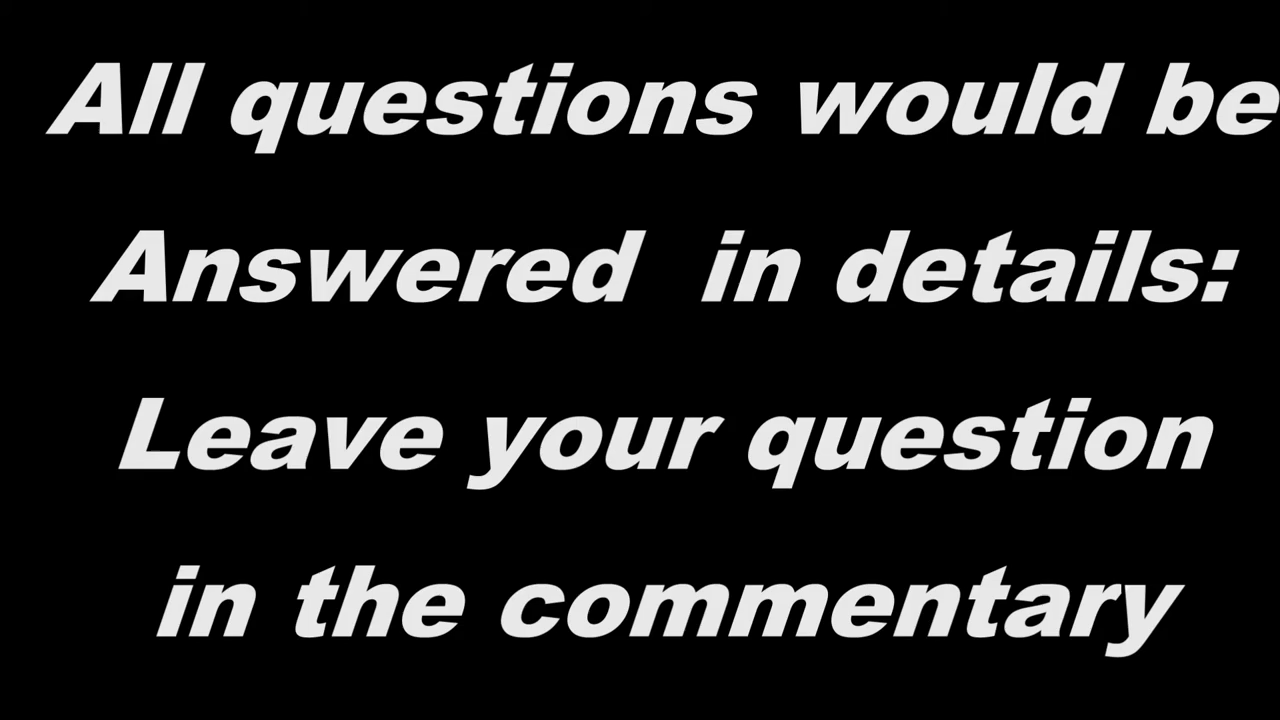 All questions would be
Answered  in details:
Leave your question
in the commentary